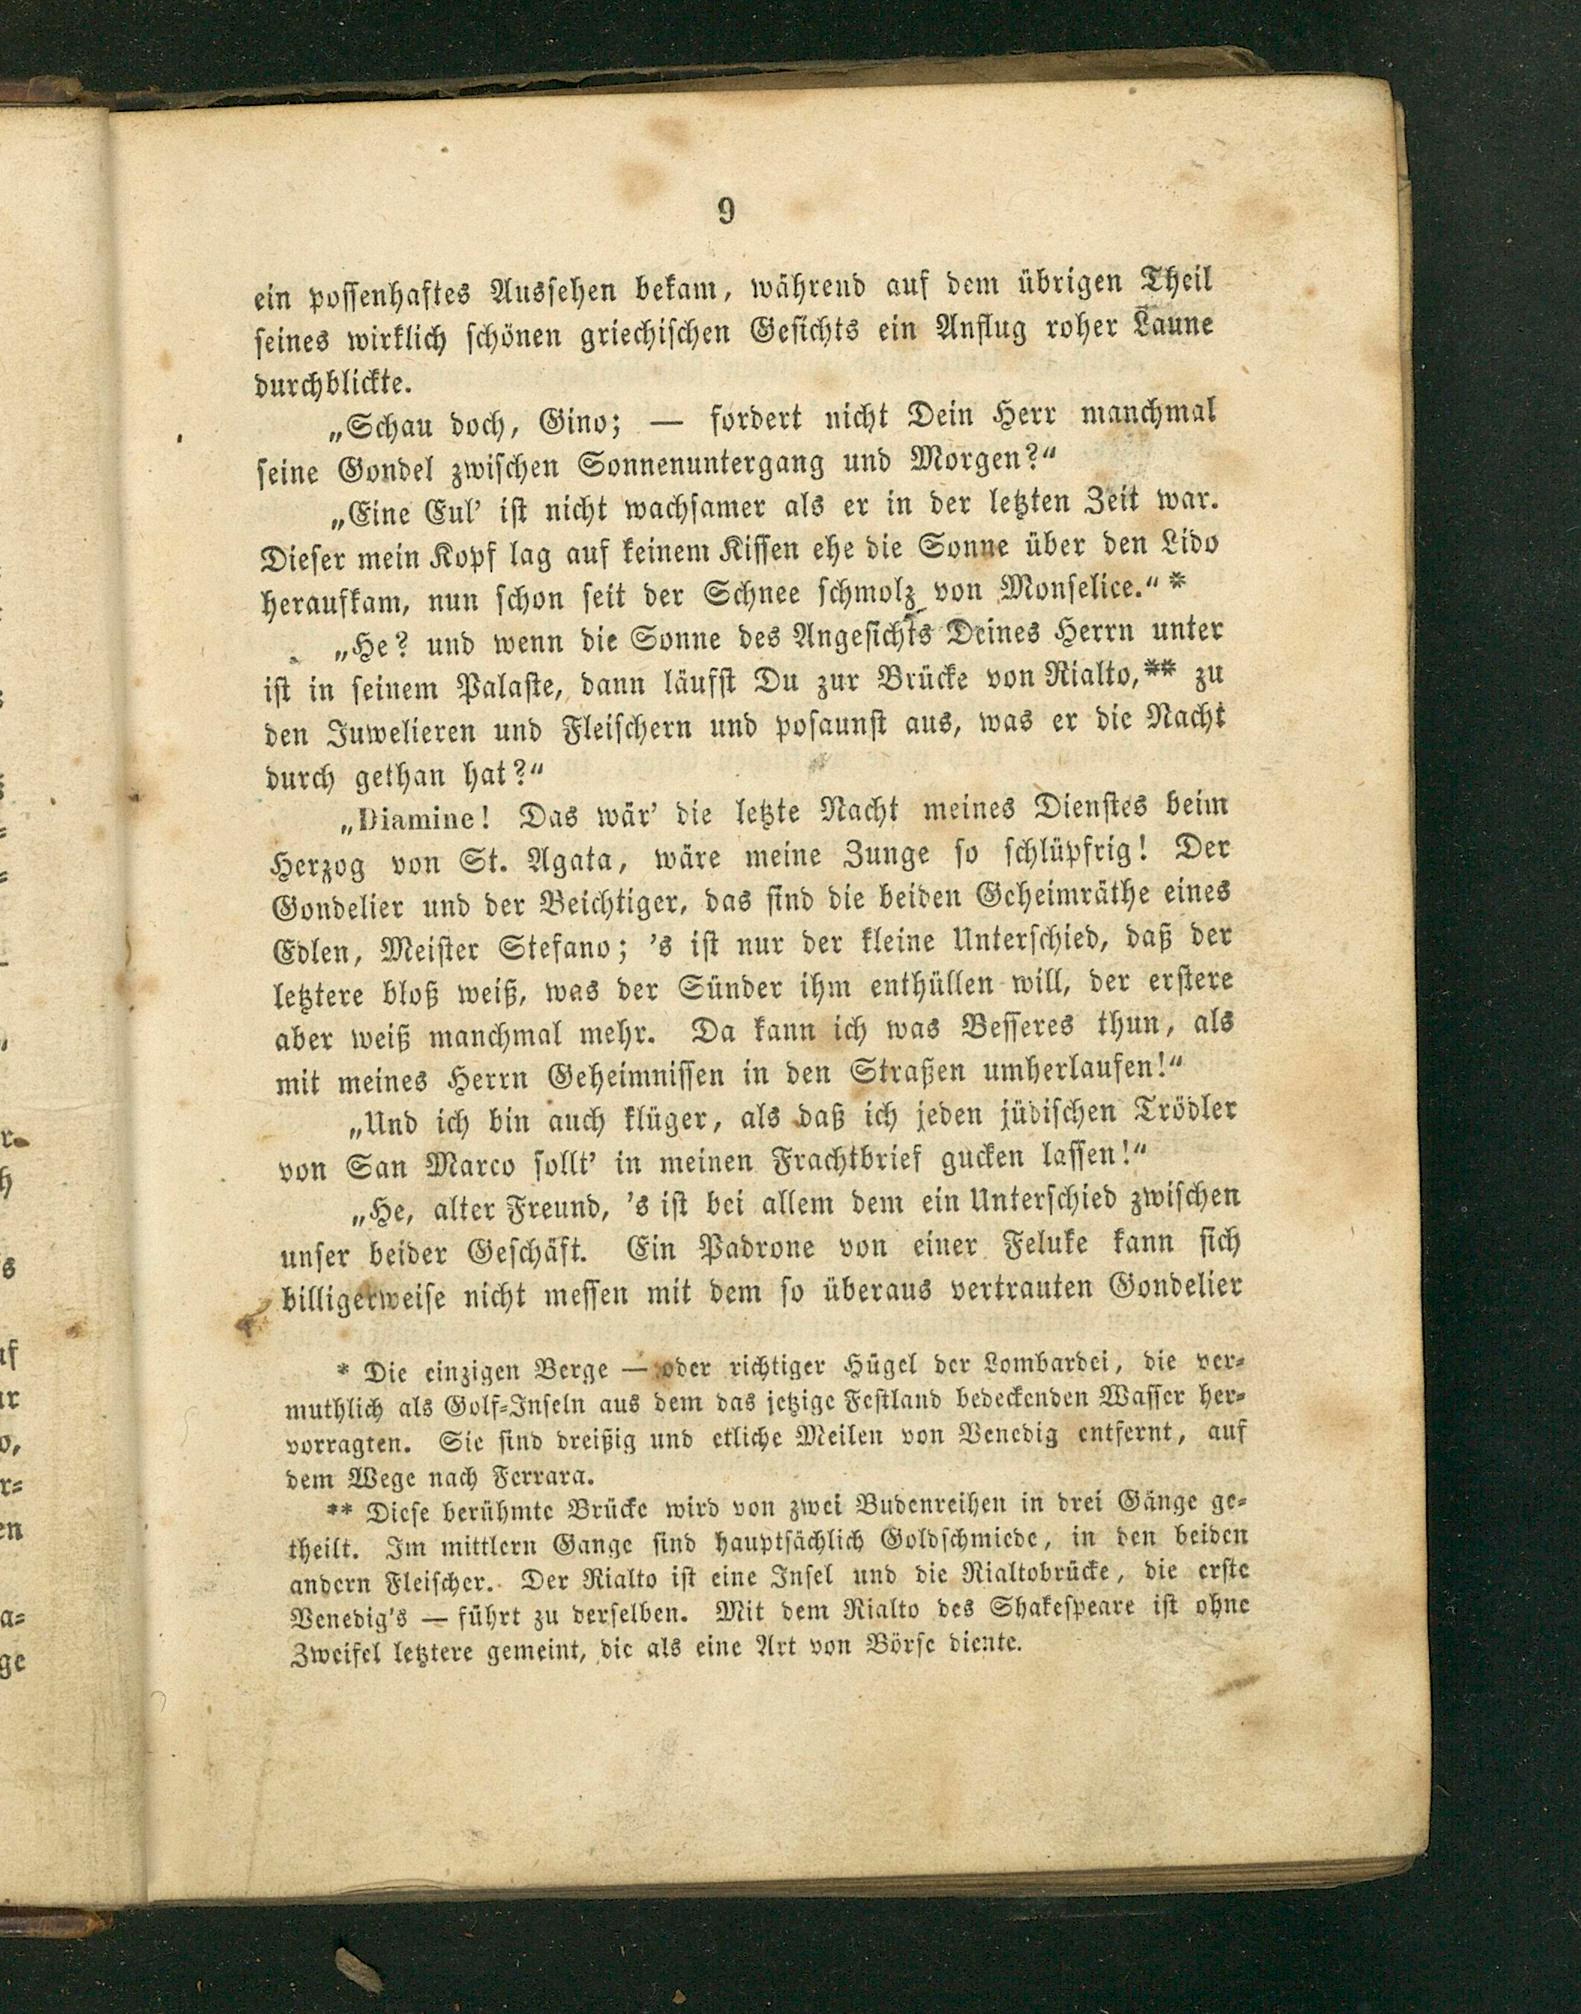 9
ein possenhaftes Aussehen bekam, während auf dem übrigen Theil
seines wirklich schönen griechischen Gesichts ein Anflug roher Laune
durchblickte.
„Schau doch, Gino; — fordert nicht Dein Herr manchmal
seine Gondel zwischen Sonnenuntergang und Morgen?“
„Eine Eul’ ist nicht wachsamer als er in der letzten Zeit war.
Dieser mein Kopf lag auf keinem Kissen ehe die Sonne über den Lido
heraufkam, nun schon seit der Schnee schmolz von Monselice.“ *
„He? und wenn die Sonne des Angesichts Deines Herrn unter
ist in seinem Palaste, dann läufst Du zur Brücke von Rialto,** zu
den Juwelieren und Fleischern und posaunst aus, was er die Nacht
durch gethan hat?“
„Diamine! Das wär’ die letzte Nacht meines Dienstes beim
Herzog von St. Agata, wäre meine Zunge so schlüpfrig! Der
Gondelier und der Beichtiger, das sind die beiden Geheimräthe eines
Edlen, Meister Stefano; ’s ist nur der kleine Unterschied, daß der
letztere bloß weiß, was der Sünder ihm enthüllen will, der erstere
aber weiß manchmal mehr. Da kann ich was Besseres thun, als
mit meines Herrn Geheimnissen in den Straßen umherlaufen!“
„Und ich bin auch klüger, als daß ich jeden jüdischen Trödler
von San Marco sollt’ in meinen Frachtbrief gucken lassen!“
„He, alter Freund, ’s ist bei allem dem ein Unterschied zwischen
unser beider Geschäft. Ein Padrone von einer Feluke kann sich
billigerweise nicht messen mit dem so überaus vertrauten Gondelier
* Die einzigen Berge — oder richtiger Hügel der Lombardei, die ver-
muthlich als Golf-Inseln aus dem das jetzige Festland bedeckenden Wasser her-
vorragten. Sie sind dreißig und etliche Meilen von Venedig entfernt, auf
dem Wege nach Ferrara.
** Diese berühmte Brücke wird von zwei Budenreihen in drei Gänge ge-
theilt. Im mittlern Gange sind hauptsächlich Goldschmiede, in den beiden
andern Fleischer. Der Rialto ist eine Insel und die Rialtobrücke, die erste
Venedig’s — führt zu derselben. Mit dem Rialto des Shakespeare ist ohne
Zweifel letztere gemeint, die als eine Art von Börse diente.